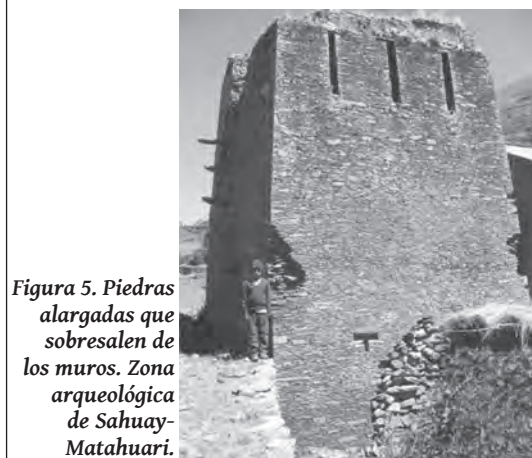 Figura 5. Piedras
alargadas que
sobresalen de
los muros. Zona
arqueológica
de Sahuay-
Matahuari.